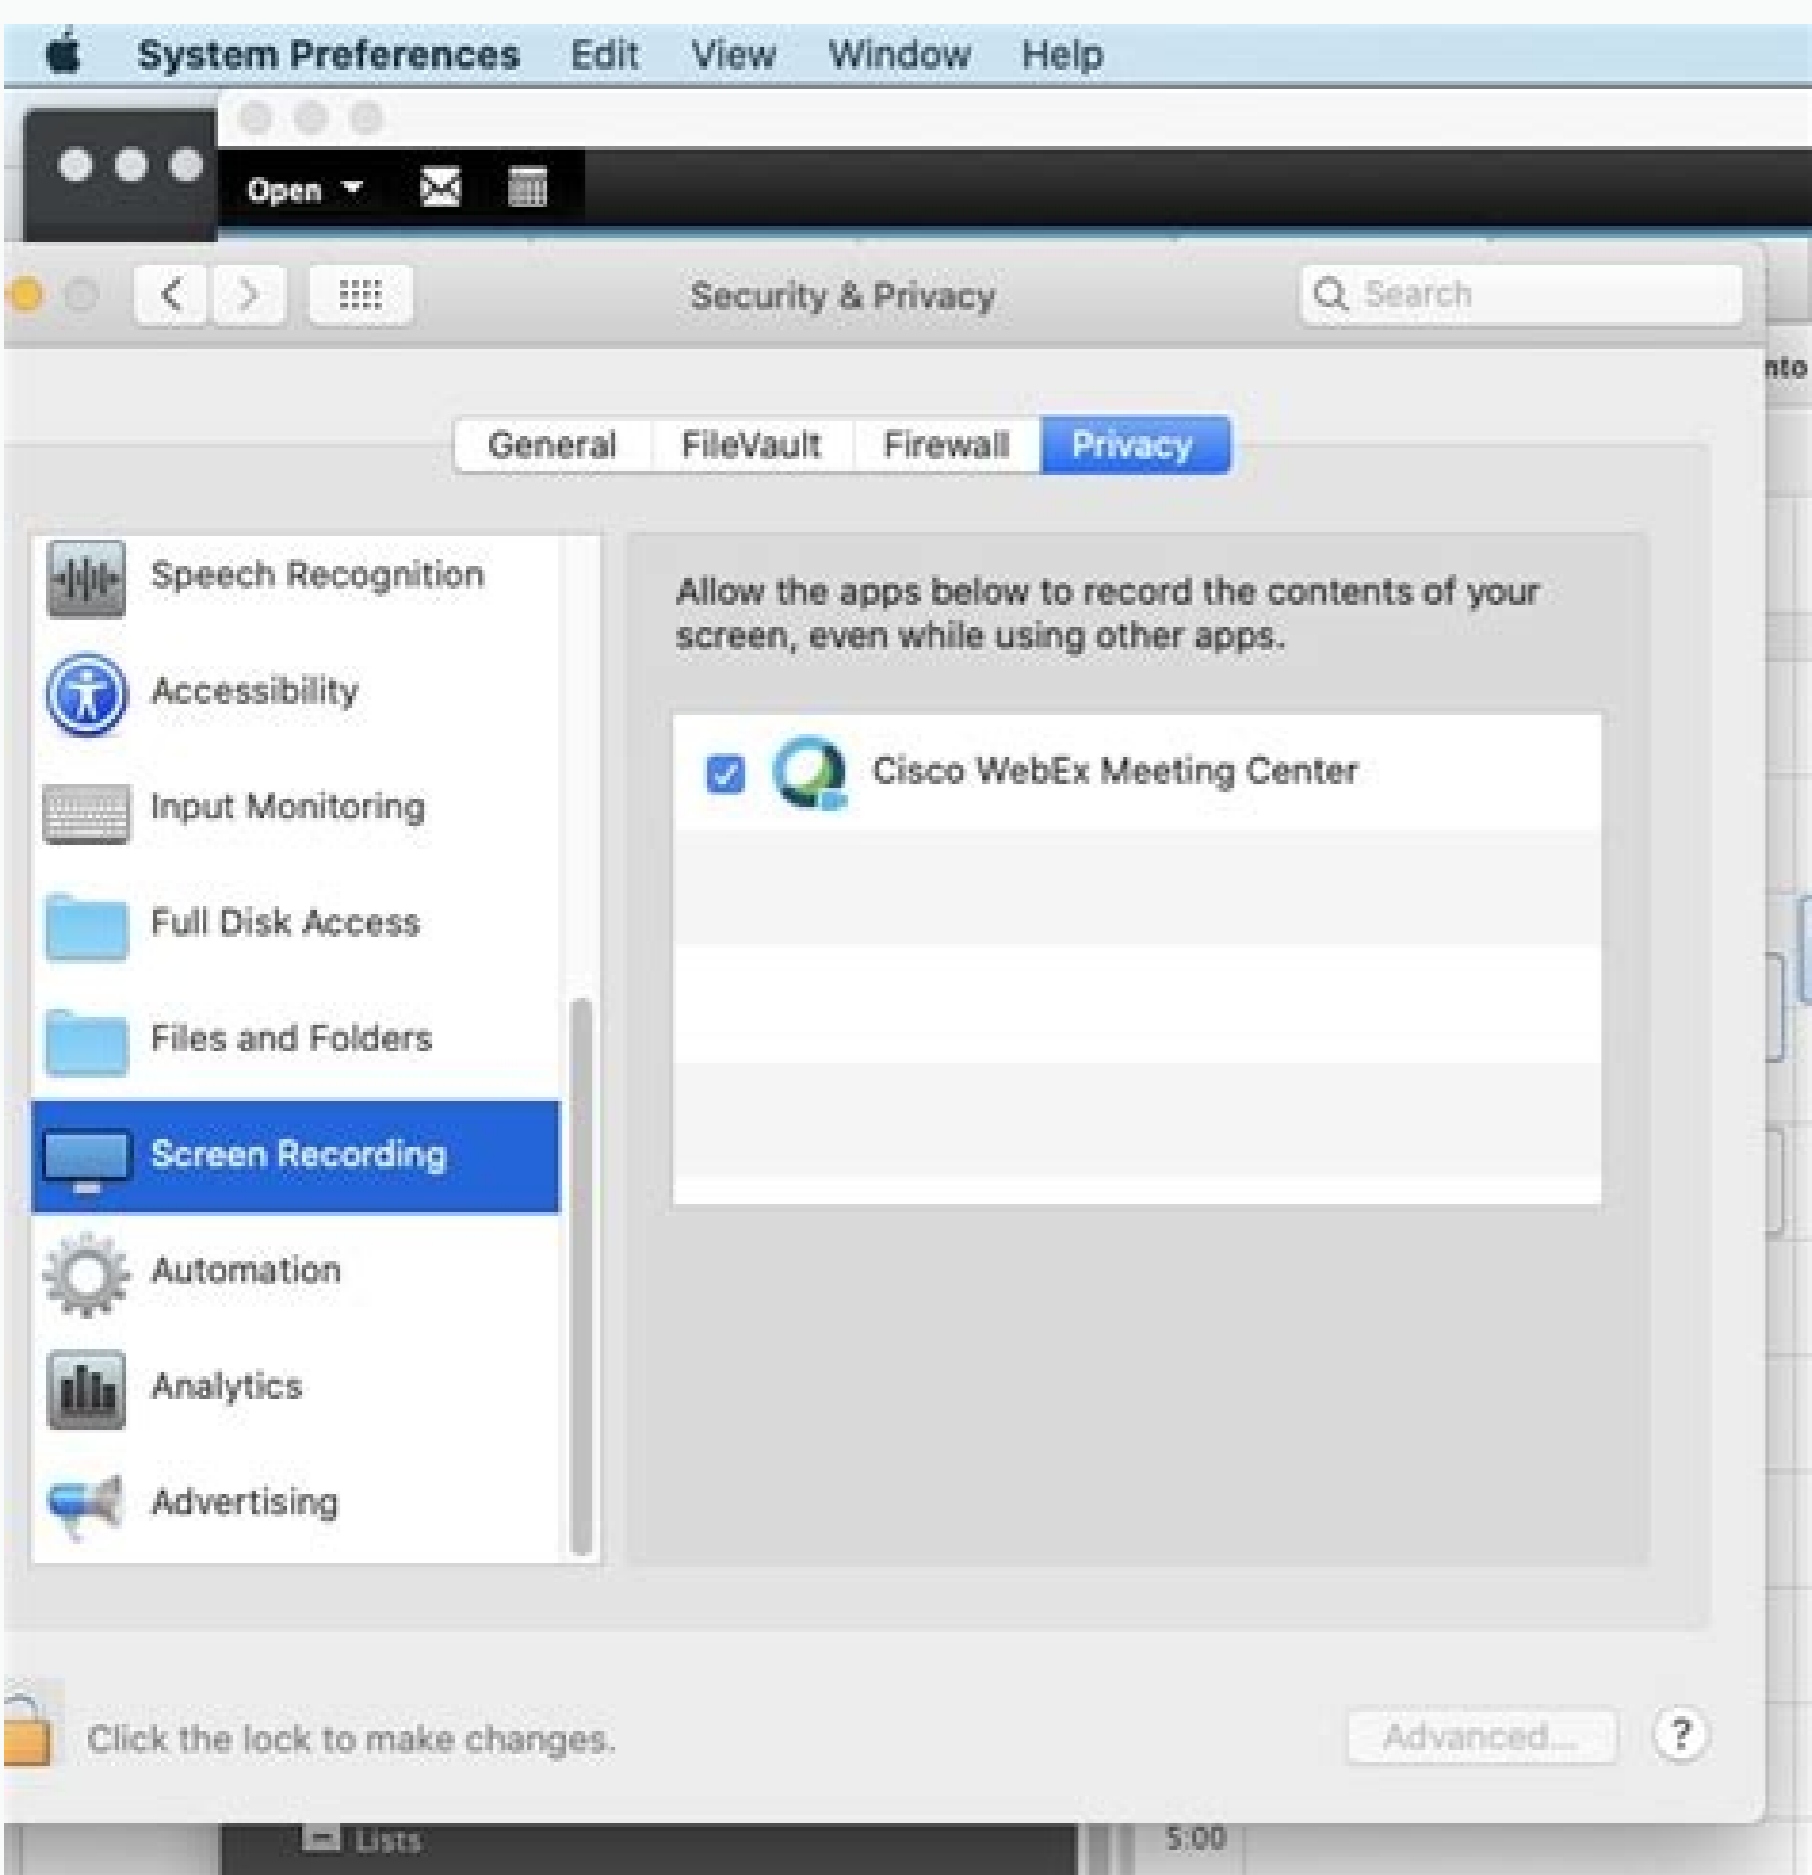 System Preferences Edit View Window Help
Open
Security & Privacy
Search
nto
General FileVault Firewall Privacy
Speech Recognition
Accessibility
Input Monitoring
Full Disk Access
Files and Folders
Screen Recording
Automation
Analytics
Advertising
Allow the apps below to record the contents of your
screen, even while using other apps.
Cisco WebEx Meeting Center
Click the lock to make changes.
Advanced...
?
Lists
5:00